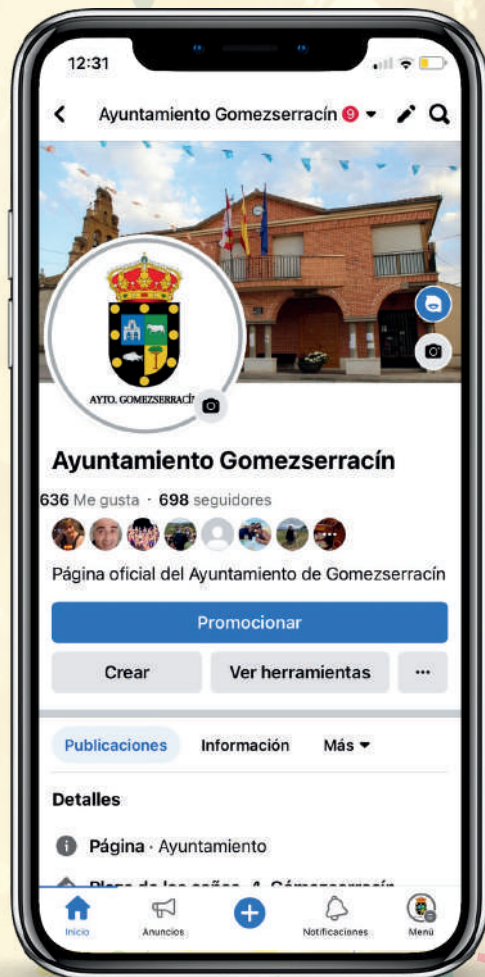 12:31
Ayuntamiento Gomezserracín 9
AYTO. GOMEZSERRACÍN
Ayuntamiento Gomezserracín
636 Me gusta · 698 seguidores
Página oficial del Ayuntamiento de Gomezserracín
Promocionar
Crear
Ver herramientas
Publicaciones
Información
Más
Detalles
Página · Ayuntamiento
Inicio
Anuncios
Notificaciones
Menú